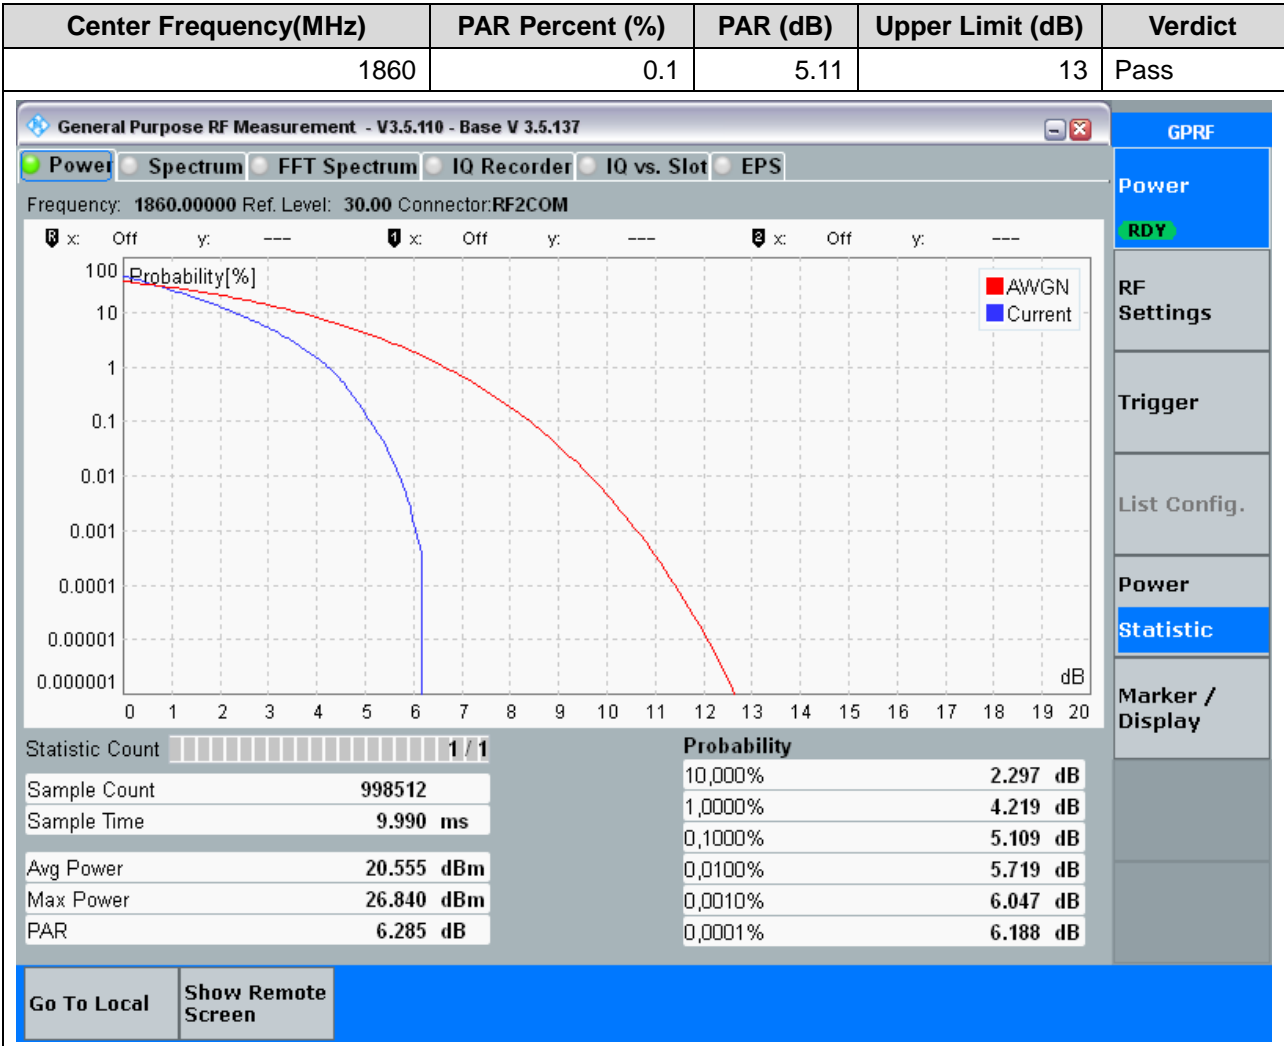 Center Frequency(MHz) PAR Percent (%) PAR (dB) Upper Limit (dB) Verdict
1860 0.1 5.11 13 Pass
General Purpose RF Measurement - V3.5.110 - Base V 3.5.137
GPRF
Power Spectrum FFT Spectrum IQ Recorder IQ vs. Slot EPS
Frequency: 1860.00000 Ref. Level: 30.00 Connector:RF2COM
R x: Off y: --- 1 x: Off y: --- 2 x: Off y: ---
Probability[%]
AWGN
Current
100
10
1
0.1
0.01
0.001
0.0001
0.00001
0.000001
dB
0 1 2 3 4 5 6 7 8 9 10 11 12 13 14 15 16 17 18 19 20
Statistic Count 1 / 1
Sample Count 998512
Sample Time 9.990 ms
Avg Power 20.555 dBm
Max Power 26.840 dBm
PAR 6.285 dB
Probability
10,000% 2.297 dB
1,0000% 4.219 dB
0,1000% 5.109 dB
0,0100% 5.719 dB
0,0010% 6.047 dB
0,0001% 6.188 dB
Power
RDY
RF
Settings
Trigger
List Config.
Power
Statistic
Marker /
Display
Go To Local
Show Remote
Screen